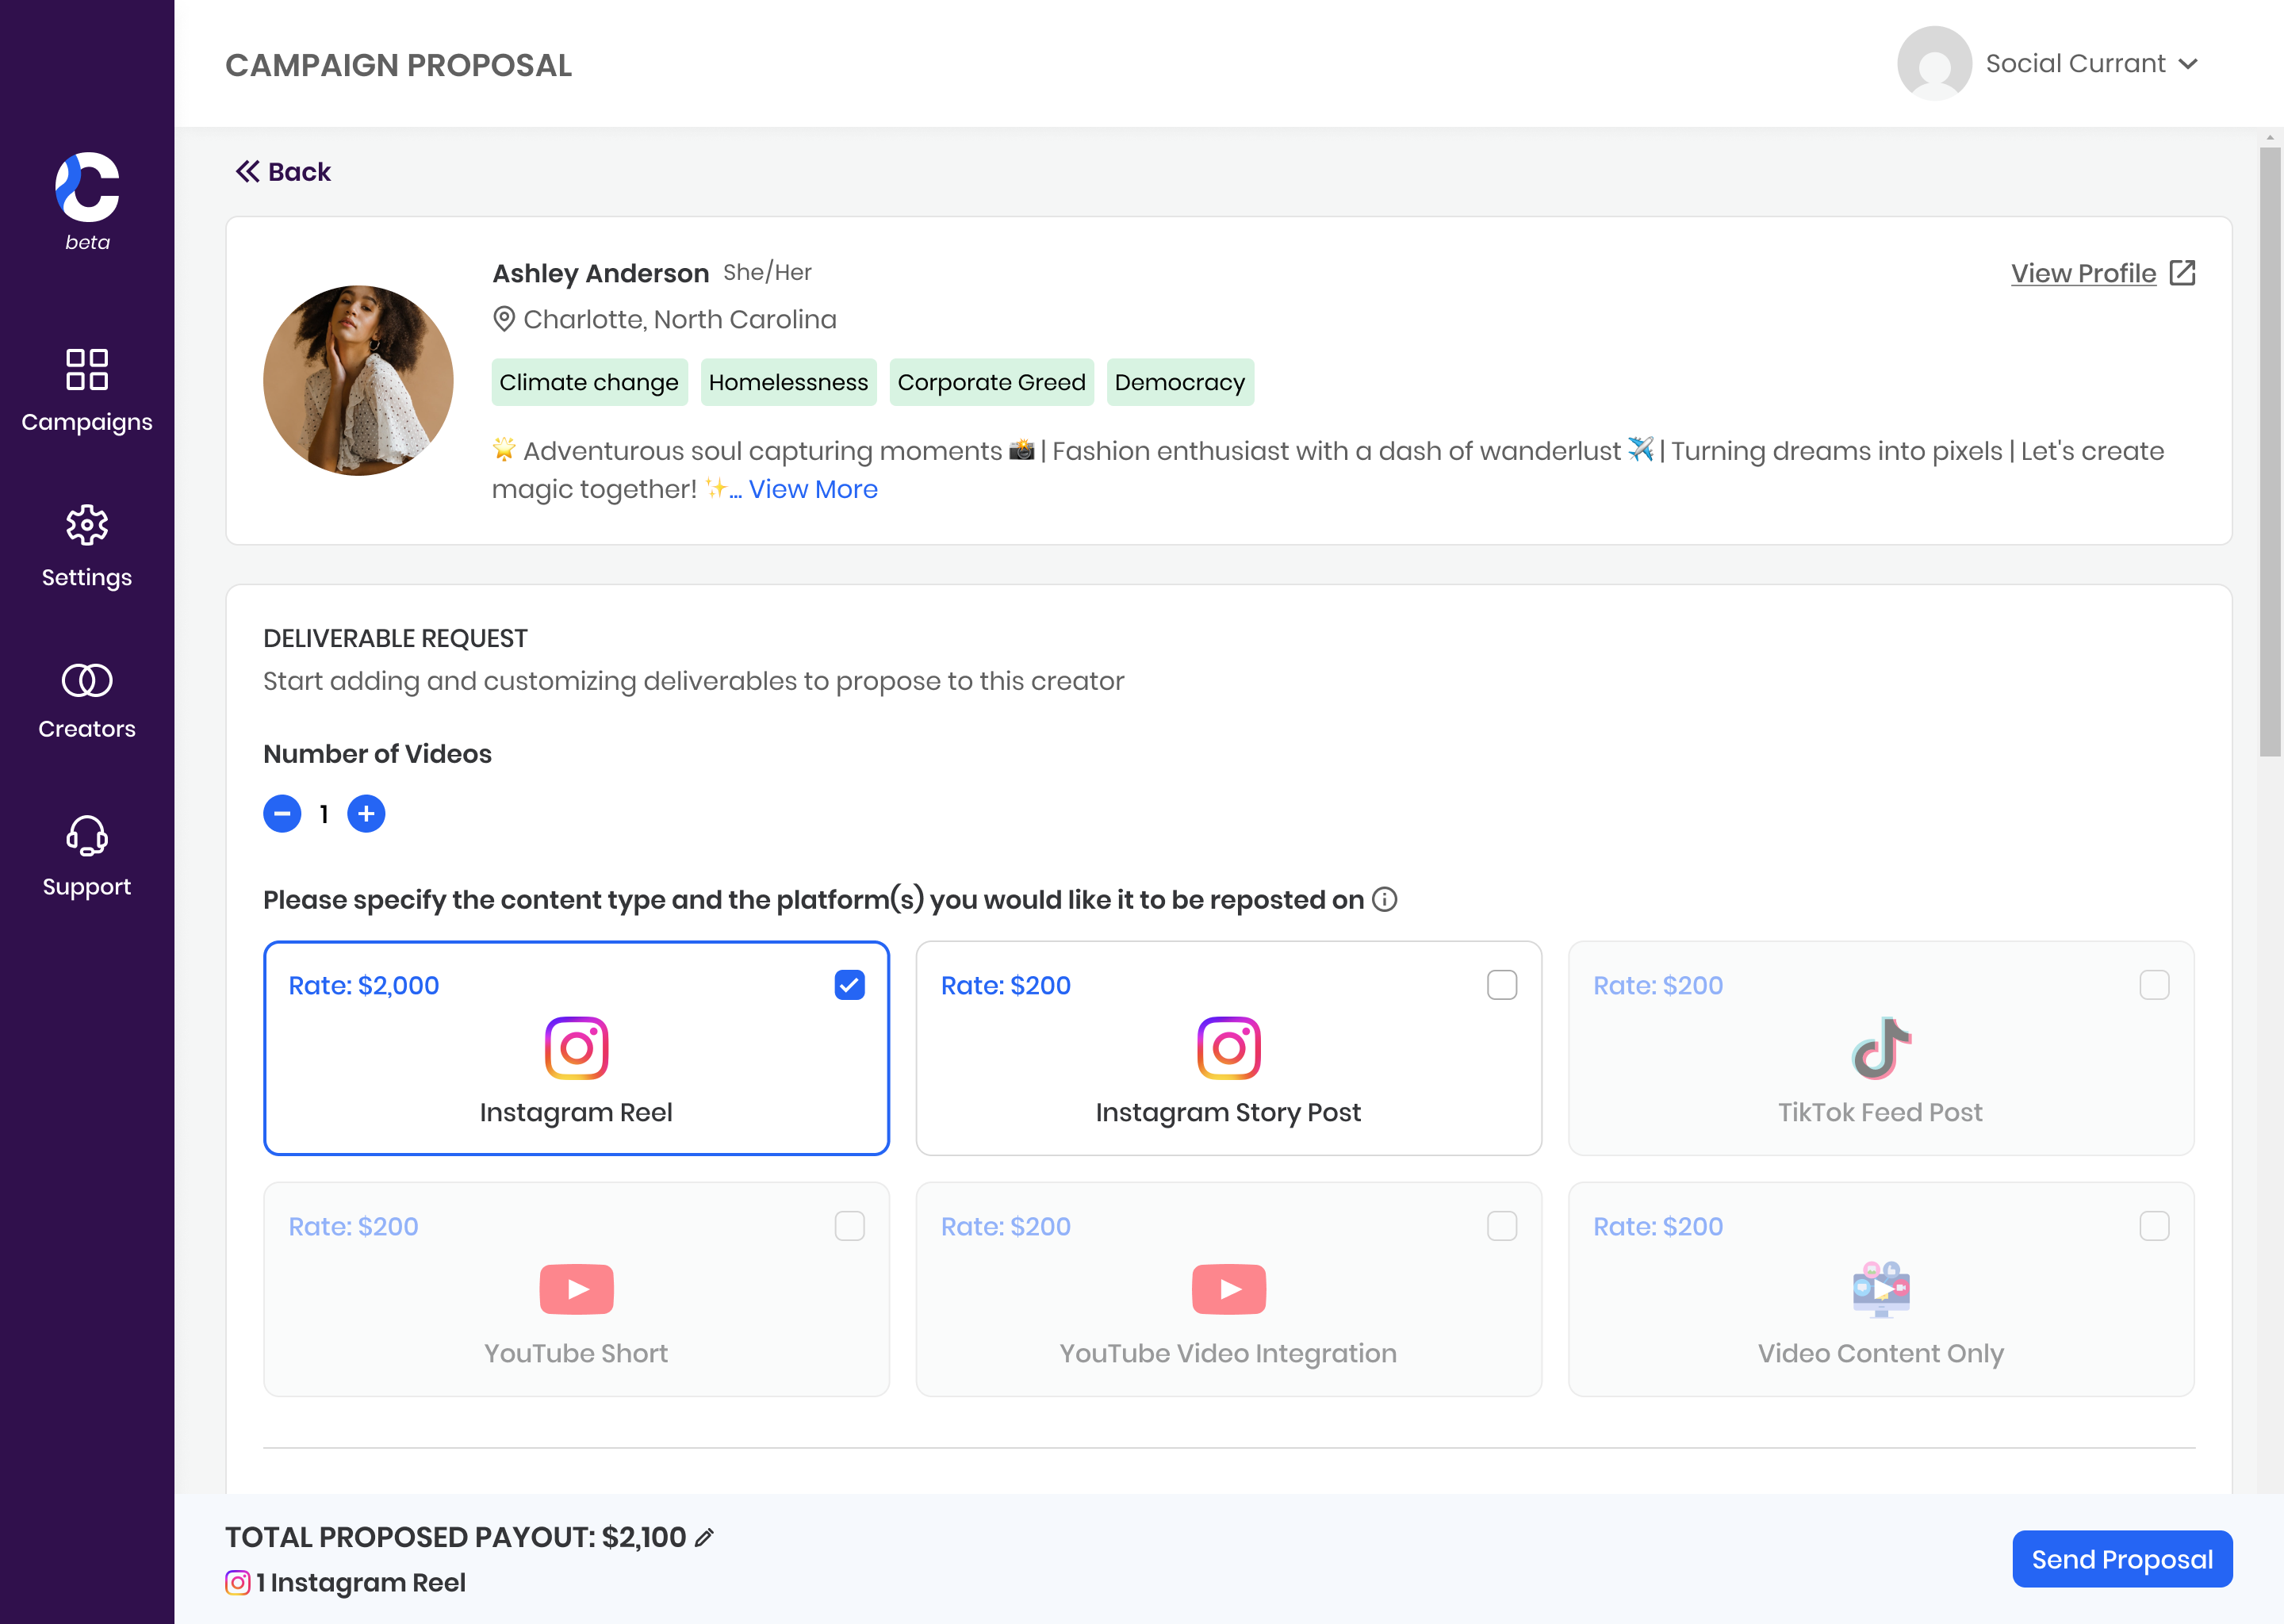 CAMPAIGN PROPOSAL
Social Currant
Back
beta
Campaigns
Settings
Creators
Support
Ashley Anderson She/Her
View Profile
Charlotte, North Carolina
Climate change Homelessness Corporate Greed Democracy
🌟 Adventurous soul capturing moments 📸 | Fashion enthusiast with a dash of wanderlust ✈️ | Turning dreams into pixels | Let's create
magic together! ✨... View More
DELIVERABLE REQUEST
Start adding and customizing deliverables to propose to this creator
Number of Videos
1
Please specify the content type and the platform(s) you would like it to be reposted on
Rate: $2,000
Instagram Reel
Rate: $200
Instagram Story Post
Rate: $200
TikTok Feed Post
Rate: $200
YouTube Short
Rate: $200
YouTube Video Integration
Rate: $200
Video Content Only
TOTAL PROPOSED PAYOUT: $2,100
1 Instagram Reel
Send Proposal